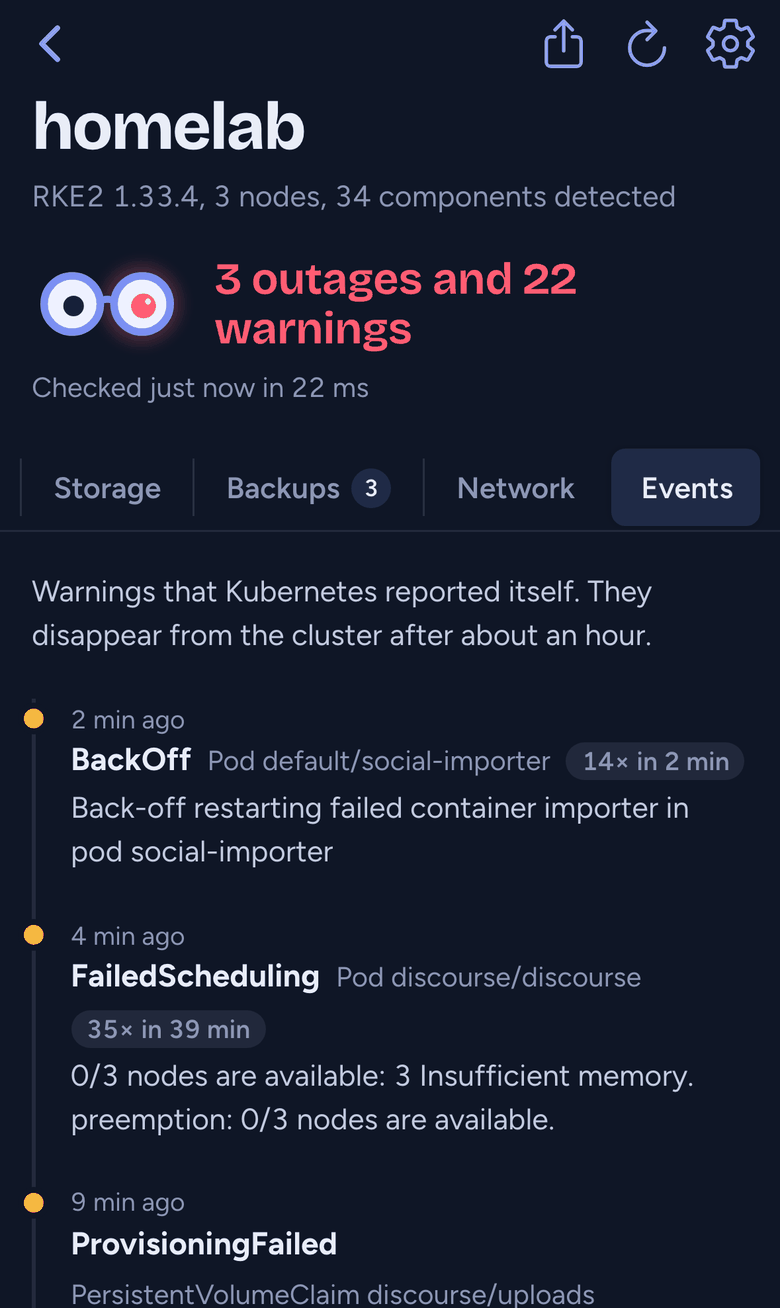 homelab
RKE2 1.33.4, 3 nodes, 34 components detected
3 outages and 22
warnings
Checked just now in 22 ms
Storage
Backups 3
Network
Events
Warnings that Kubernetes reported itself. They
disappear from the cluster after about an hour.
2 min ago
BackOff Pod default/social-importer 14× in 2 min
Back-off restarting failed container importer in
pod social-importer
4 min ago
FailedScheduling Pod discourse/discourse
35× in 39 min
0/3 nodes are available: 3 Insufficient memory.
preemption: 0/3 nodes are available.
9 min ago
ProvisioningFailed
PersistentVolumeClaim discourse/uploads